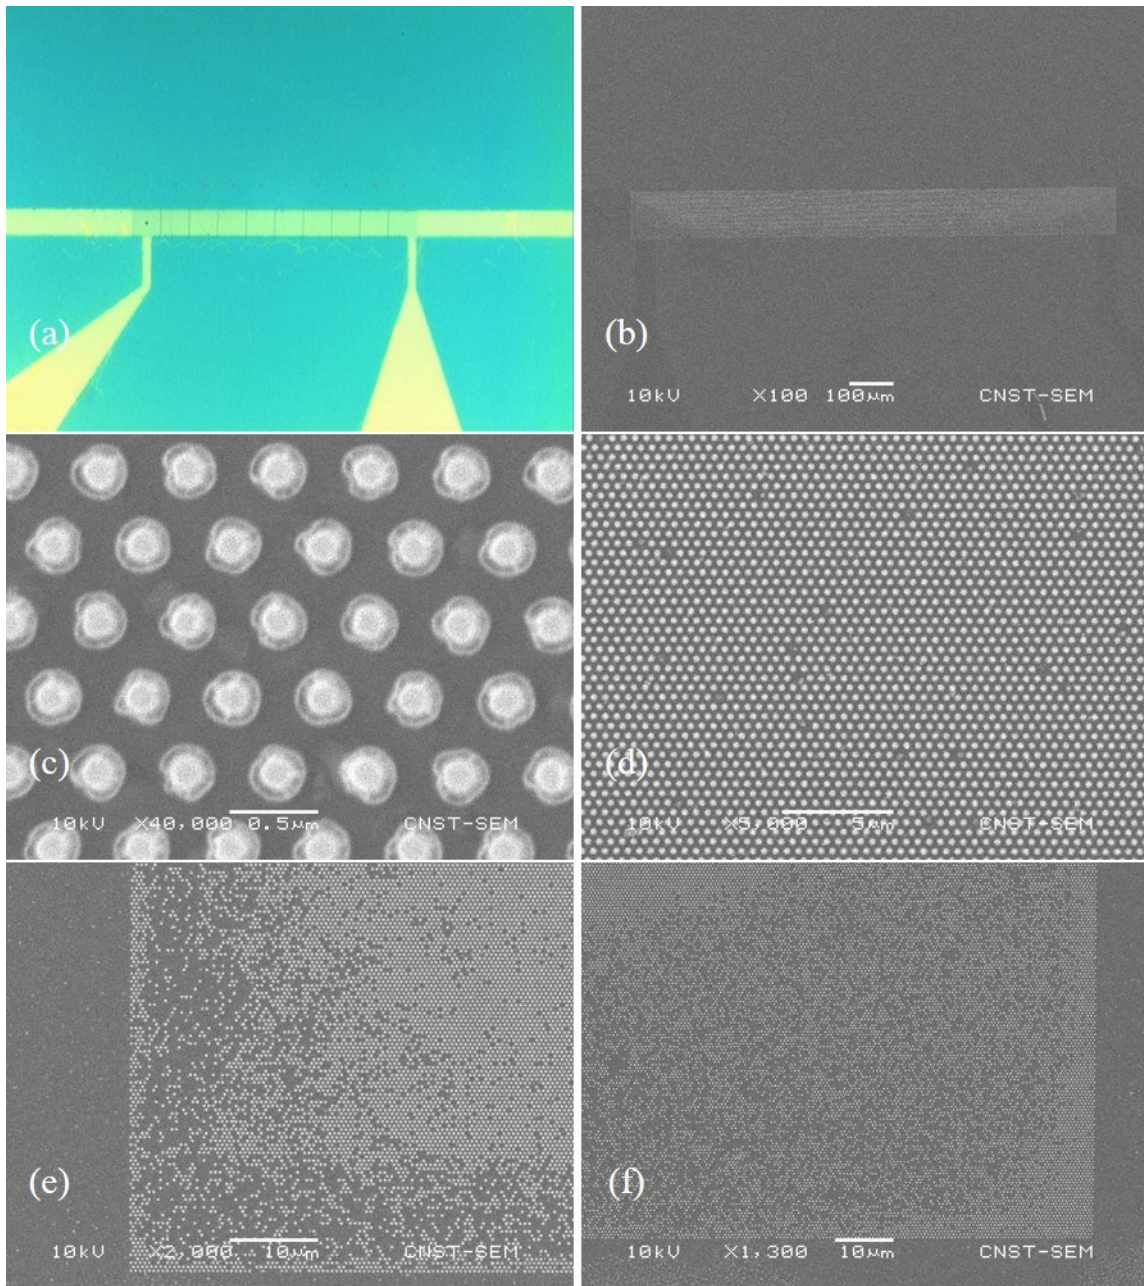 (a)
(b)
10kV X100 100μm CNST-SEM
(c)
10kV X40,000 0.5μm CNST-SEM
(d)
10kV X5,000 5μm CNST-SEM
(e)
10kV X2,000 10μm CNST-SEM
(f)
10kV X1,300 10μm CNST-SEM